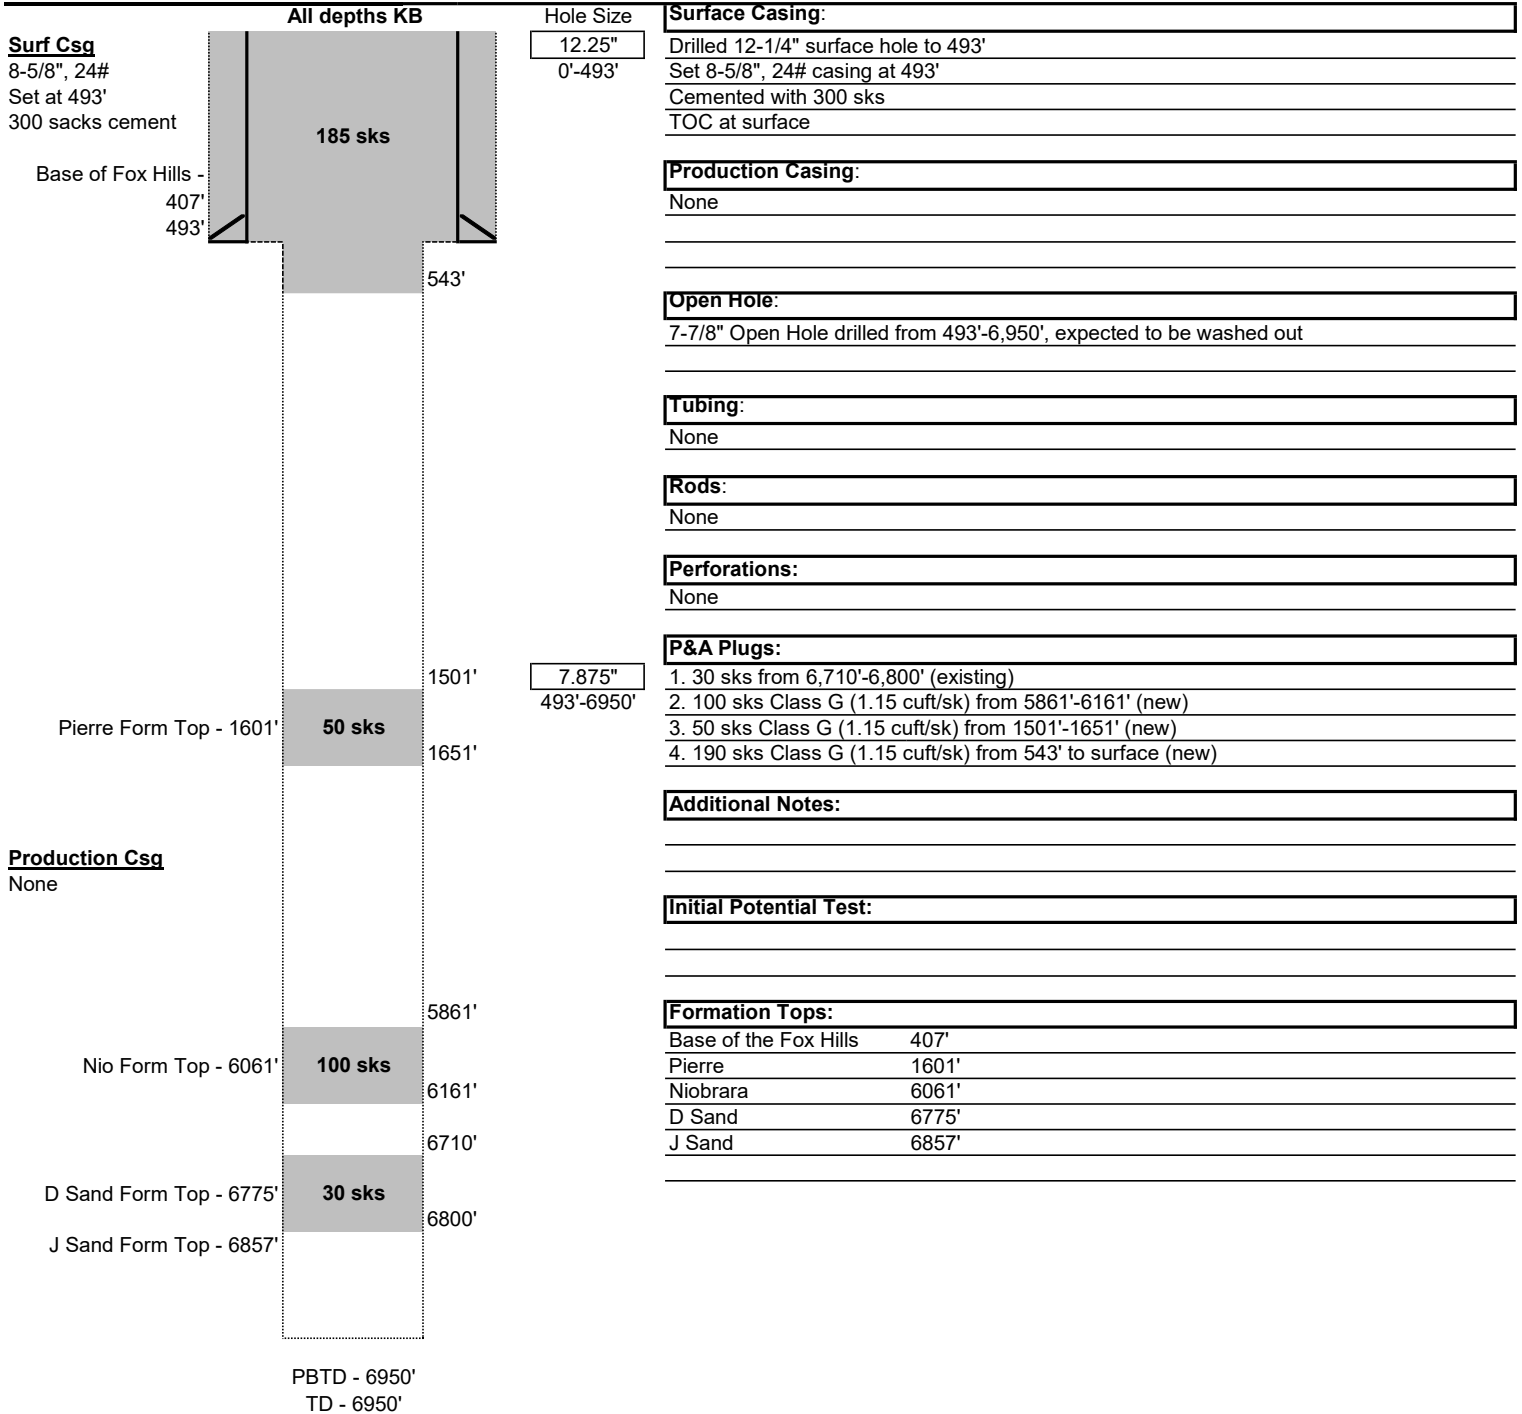 All depths KB
Surf Csg
8-5/8", 24#
Set at 493'
300 sacks cement
185 sks
Base of Fox Hills -
407'
493'
543'
1501'
Pierre Form Top - 1601'
50 sks
1651'
Production Csg
None
5861'
Nio Form Top - 6061'
100 sks
6161'
6710'
D Sand Form Top - 6775'
30 sks
6800'
J Sand Form Top - 6857'
PBTD - 6950'
TD - 6950'
Hole Size
12.25"
0'-493'
7.875"
493'-6950'
Surface Casing:
Drilled 12-1/4" surface hole to 493'
Set 8-5/8", 24# casing at 493'
Cemented with 300 sks
TOC at surface
Production Casing:
None
Open Hole:
7-7/8" Open Hole drilled from 493'-6,950', expected to be washed out
Tubing:
None
Rods:
None
Perforations:
None
P&A Plugs:
1. 30 sks from 6,710'-6,800' (existing)
2. 100 sks Class G (1.15 cuft/sk) from 5861'-6161' (new)
3. 50 sks Class G (1.15 cuft/sk) from 1501'-1651' (new)
4. 190 sks Class G (1.15 cuft/sk) from 543' to surface (new)
Additional Notes:
Initial Potential Test:
Formation Tops:
Base of the Fox Hills 407'
Pierre 1601'
Niobrara 6061'
D Sand 6775'
J Sand 6857'